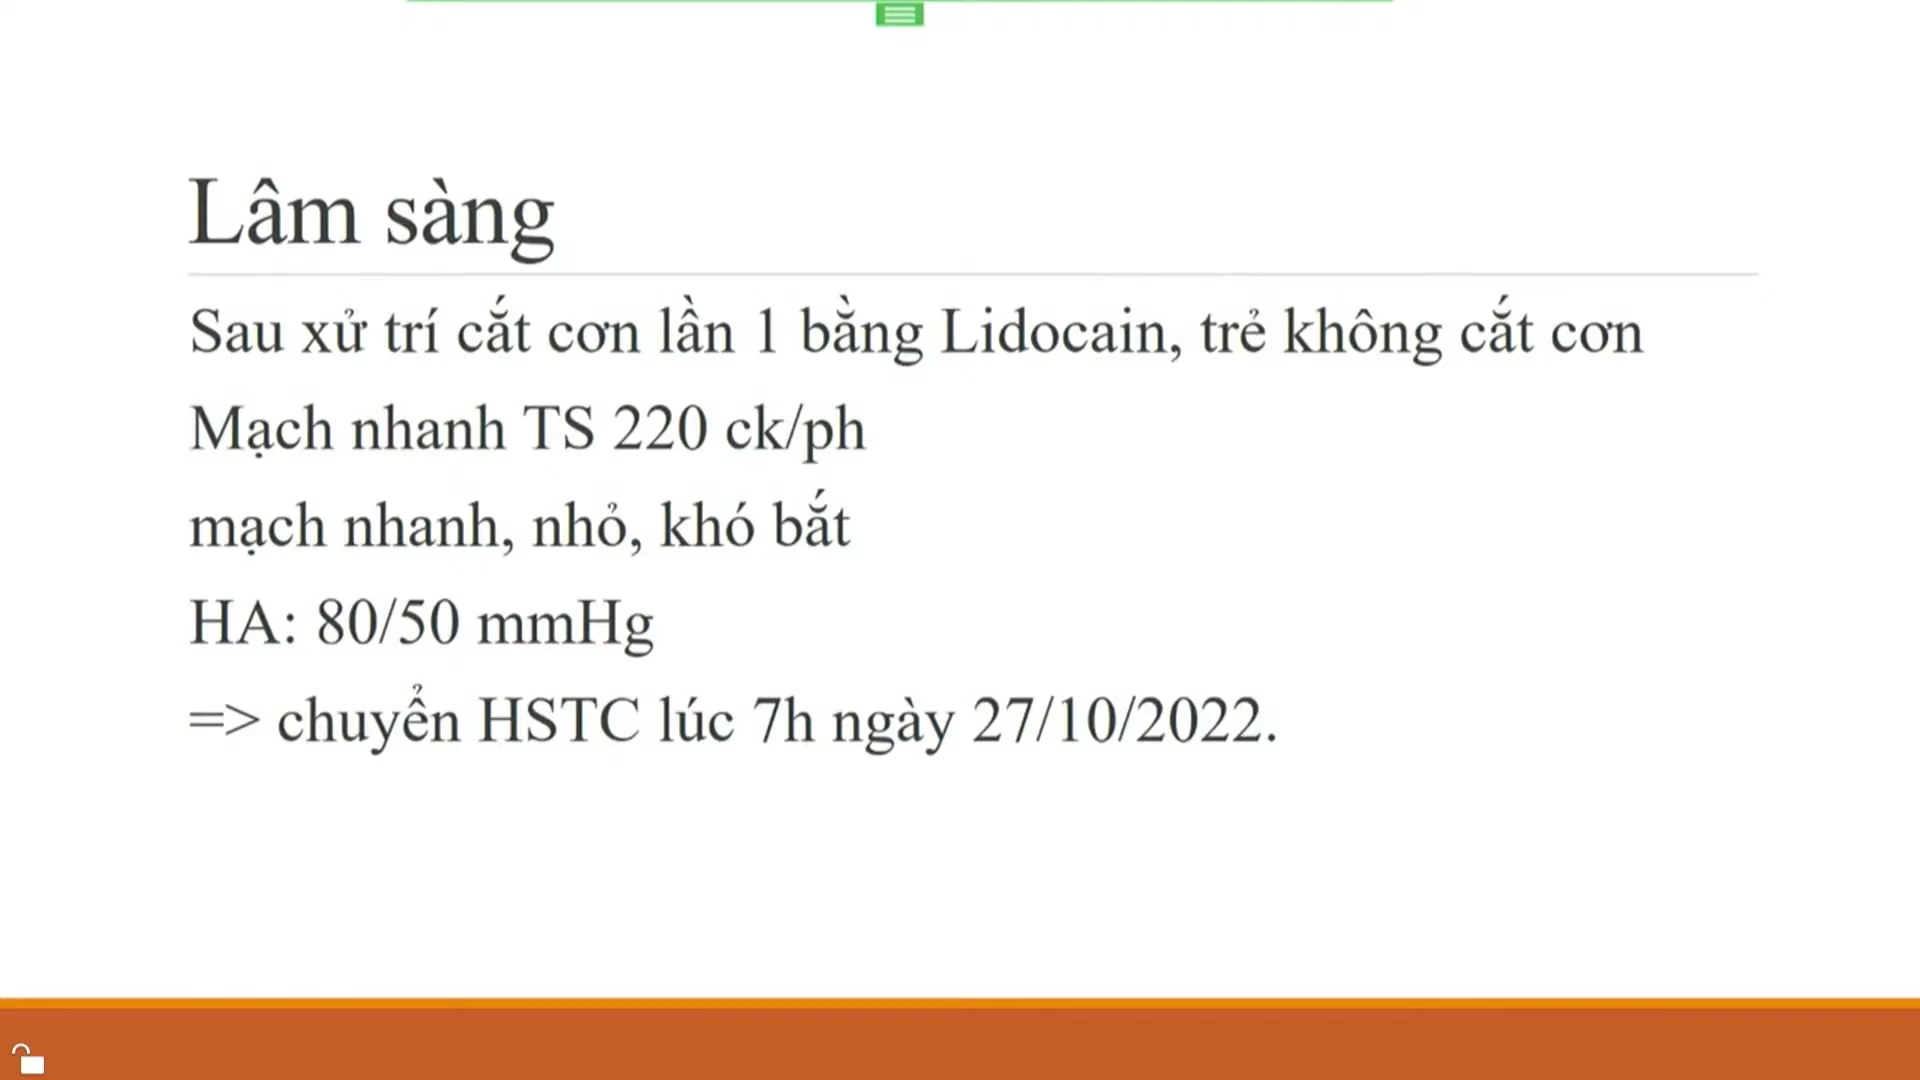 Lâm sàng
Sau xử trí cắt cơn lần 1 bằng Lidocain, trẻ không cắt cơn
Mạch nhanh TS 220 ck/ph
mạch nhanh, nhỏ, khó bắt
HA: 80/50 mmHg
=> chuyển HSTC lúc 7h ngày 27/10/2022.